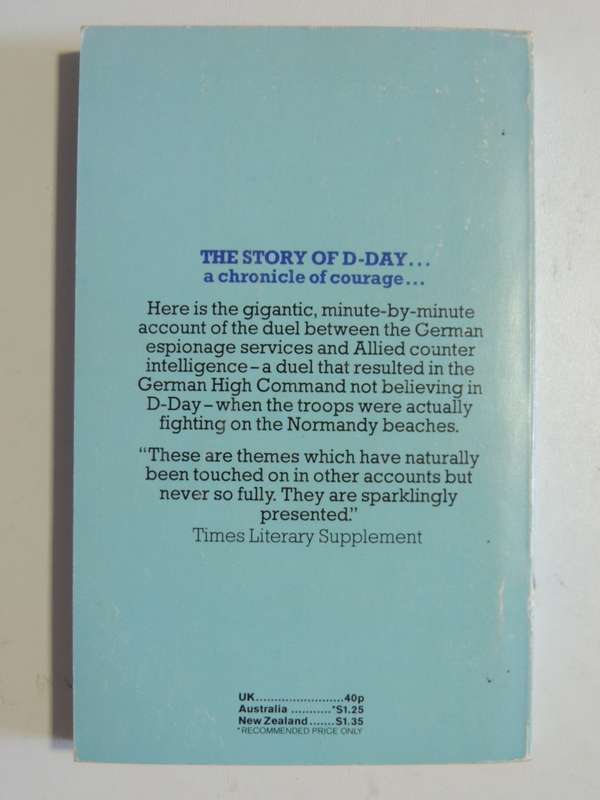 THE STORY OF D-DAY...
a chronicle of courage...
Here is the gigantic, minute-by-minute
account of the duel between the German
espionage services and Allied counter
intelligence – a duel that resulted in the
German High Command not believing in
D-Day – when the troops were actually
fighting on the Normandy beaches.
“These are themes which have naturally
been touched on in other accounts but
never so fully. They are sparklingly
presented.”
Times Literary Supplement
UK........................40p
Australia ...........*$1.25
New Zealand.......$1.35
*RECOMMENDED PRICE ONLY